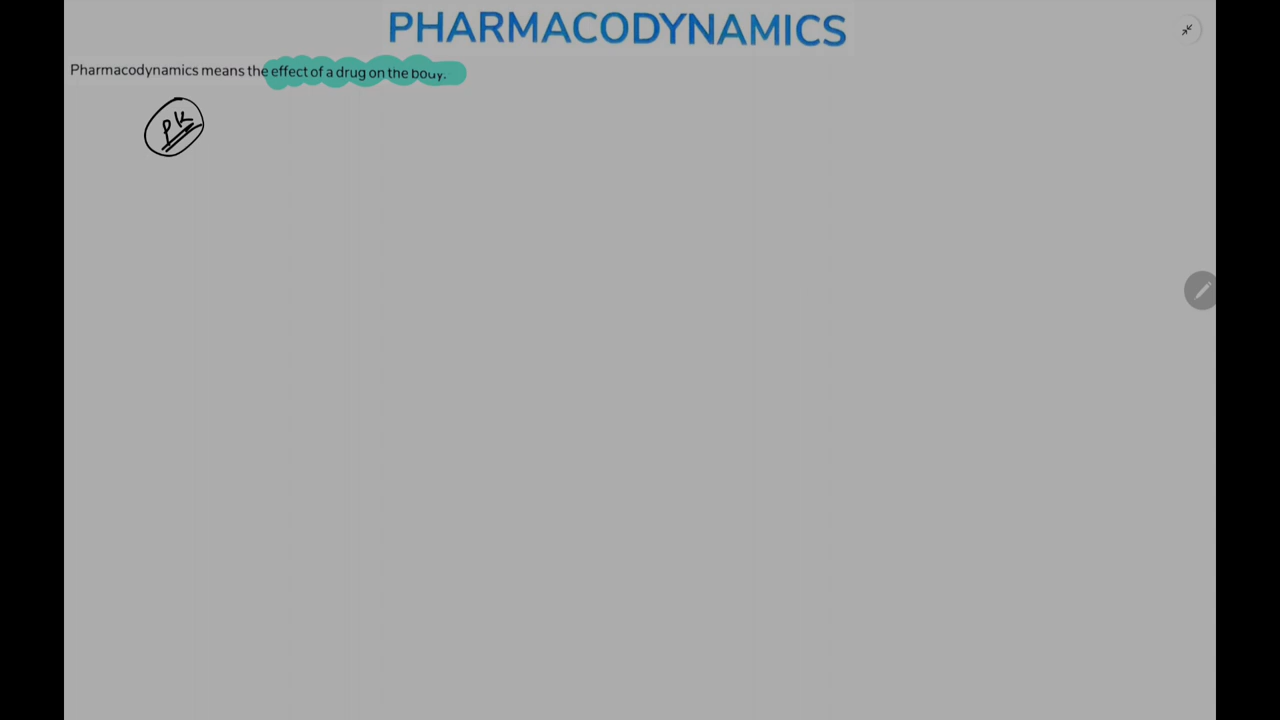 PHARMACODYNAMICS
Pharmacodynamics means the effect of a drug on the body.
PK